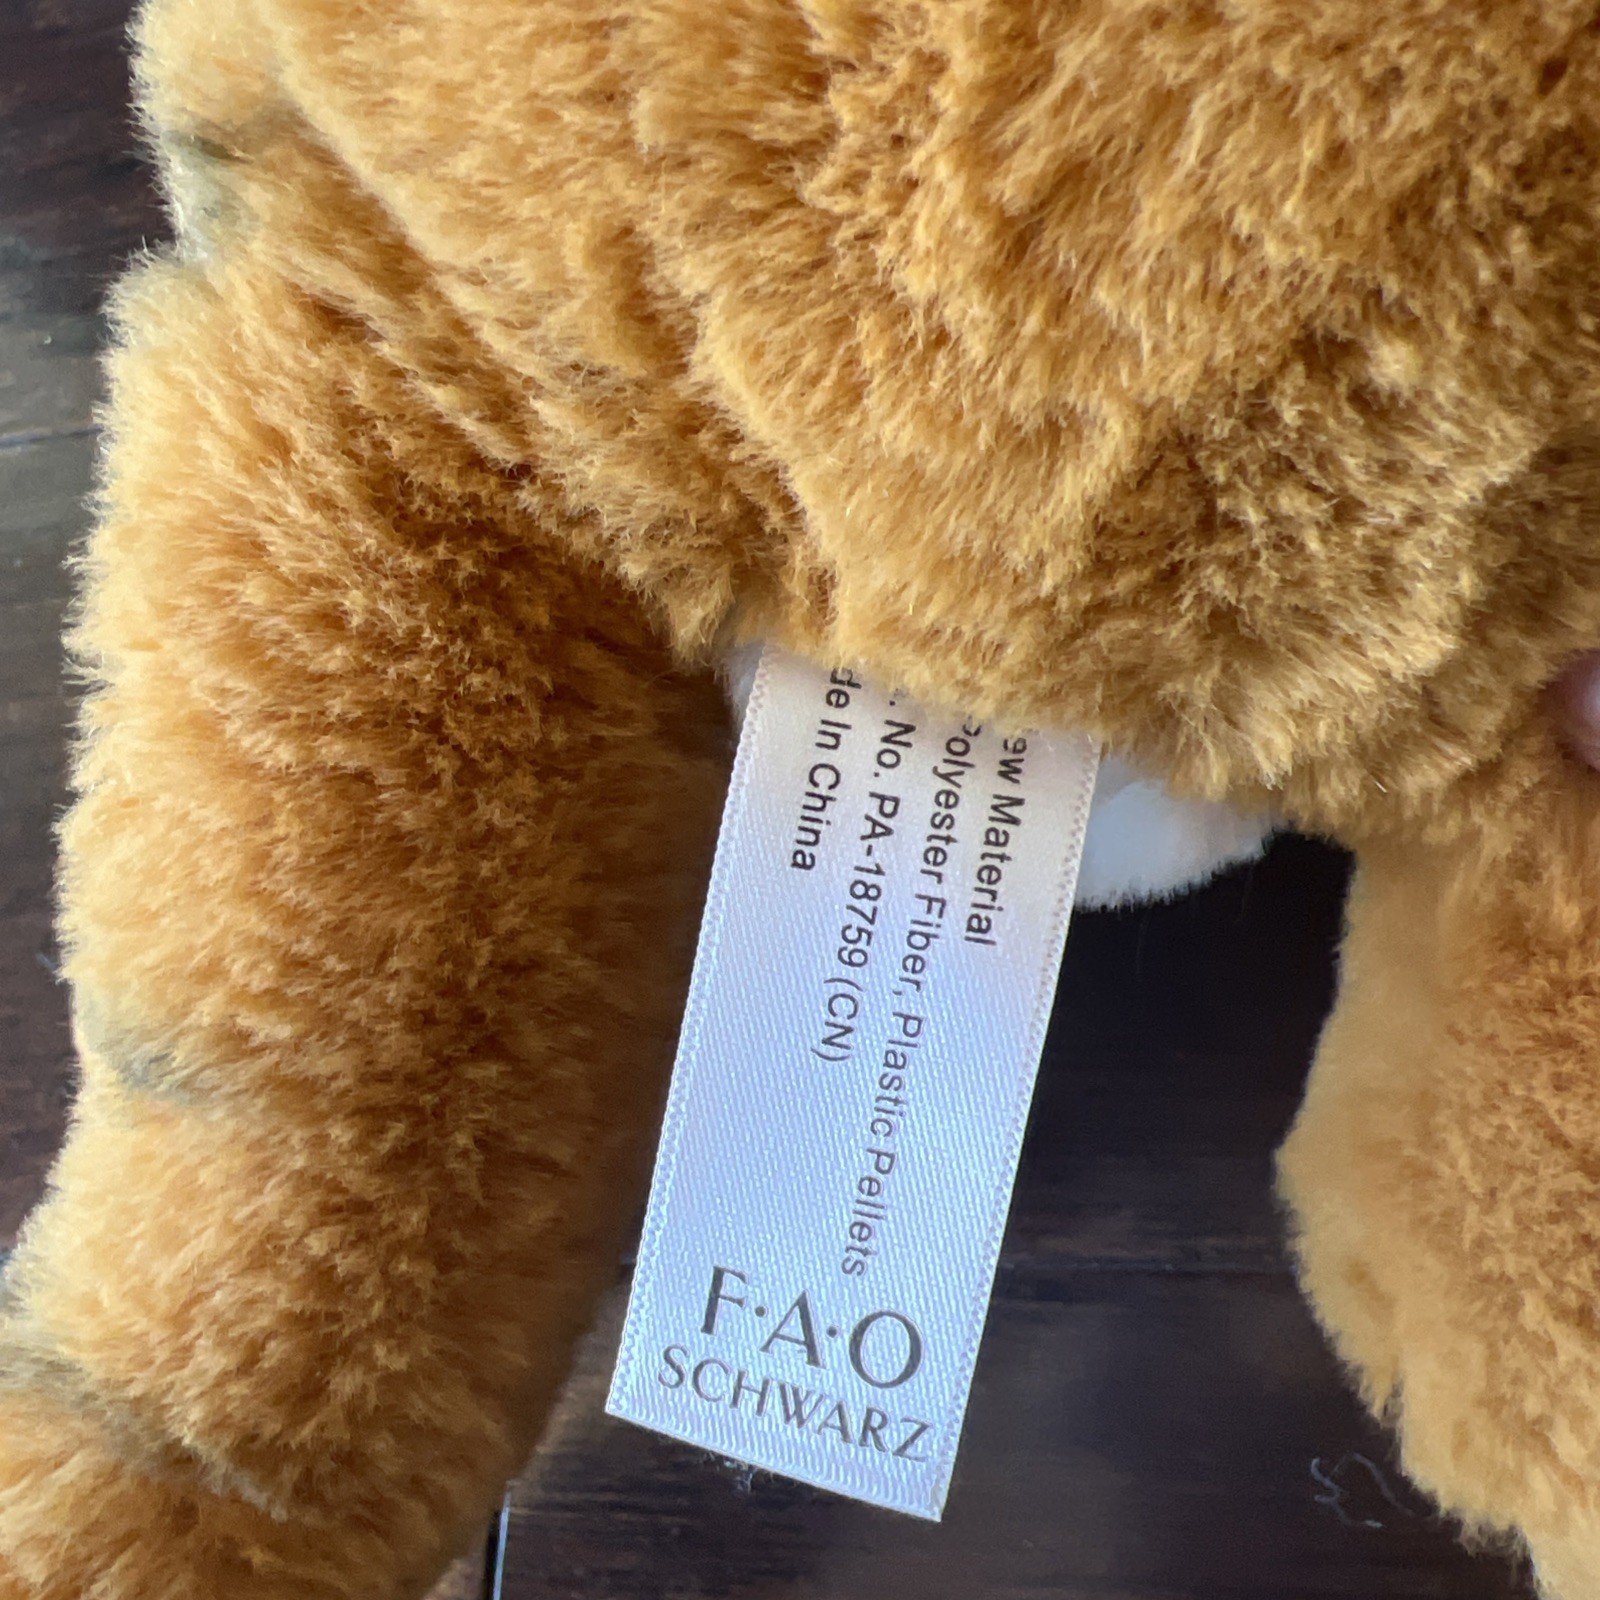 ew Material
Polyester Fiber, Plastic Pellets
. No. PA-18759 (CN)
de In China
F·A·O
SCHWARZ